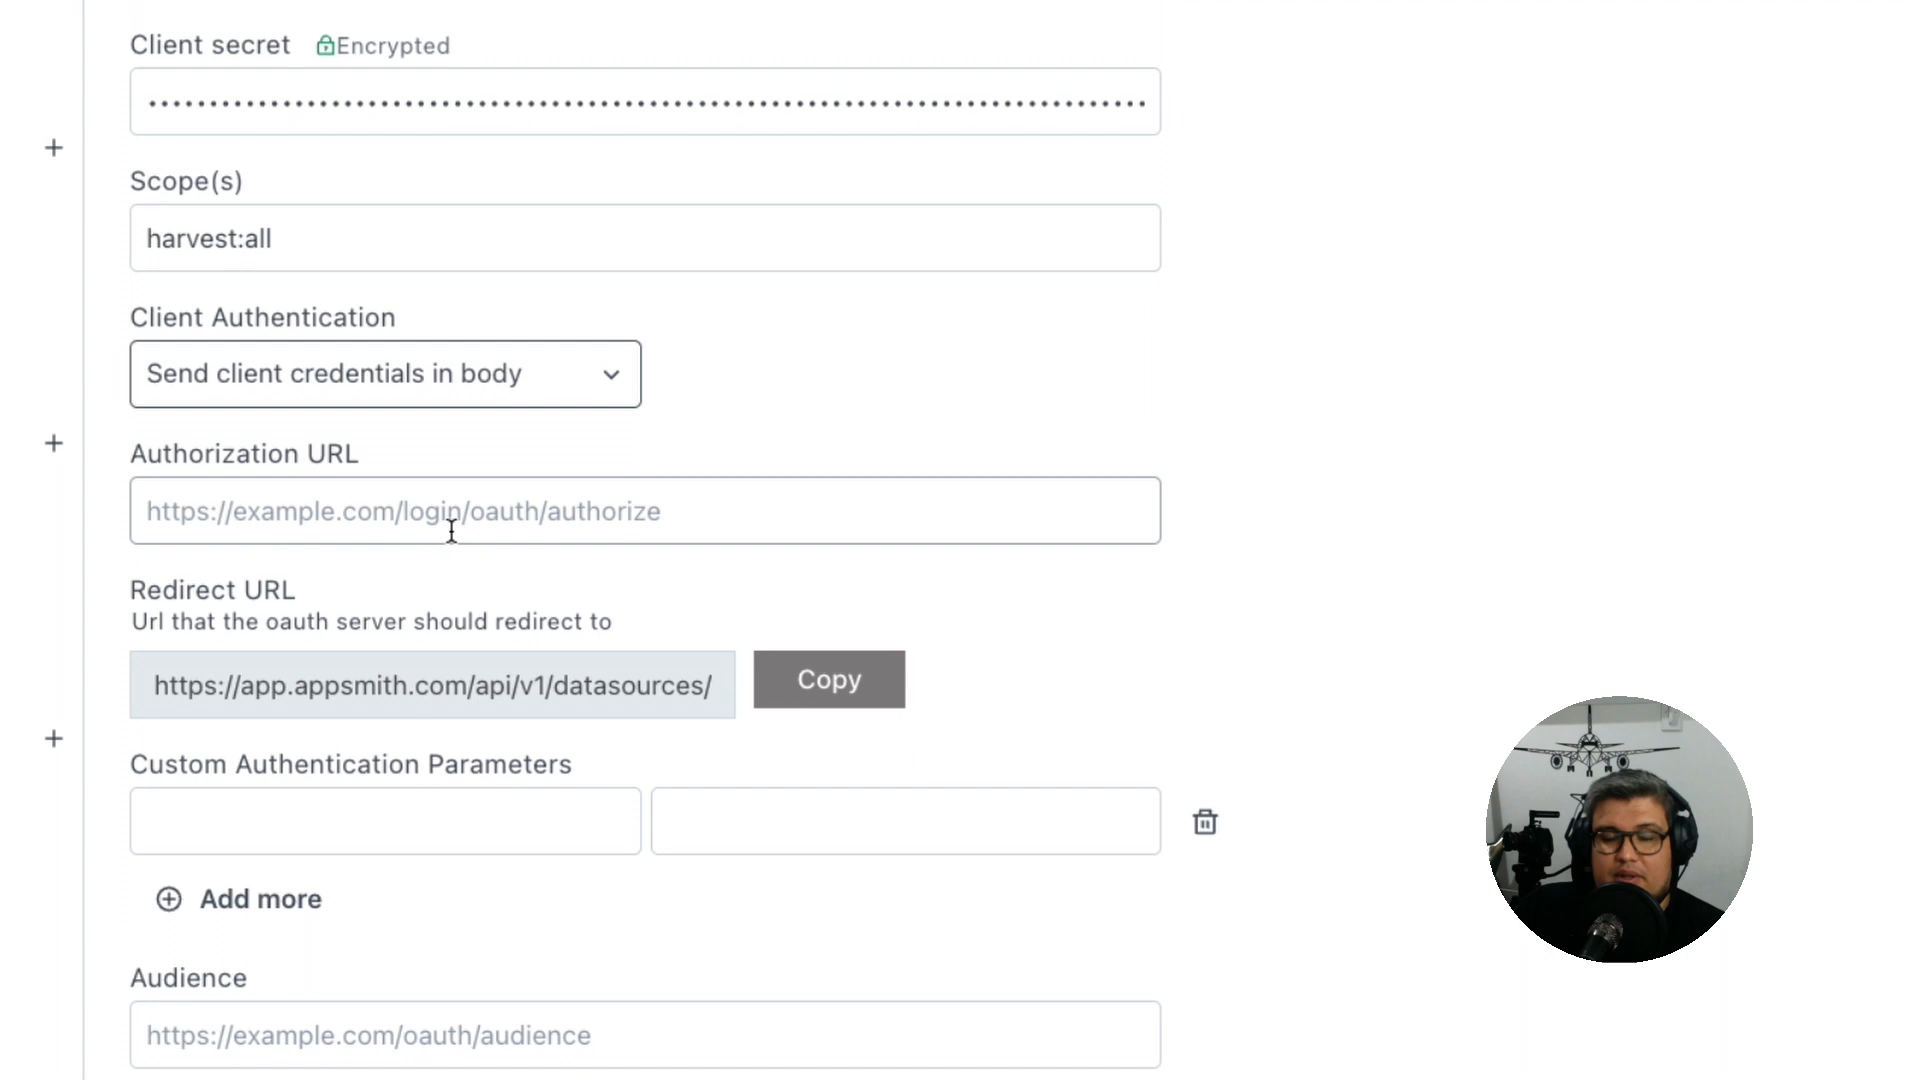 Client secret Encrypted
Scope(s)
harvest:all
Client Authentication
Send client credentials in body
Authorization URL
https://example.com/login/oauth/authorize
Redirect URL
Url that the oauth server should redirect to
https://app.appsmith.com/api/v1/datasources/
Copy
Custom Authentication Parameters
Add more
Audience
https://example.com/oauth/audience